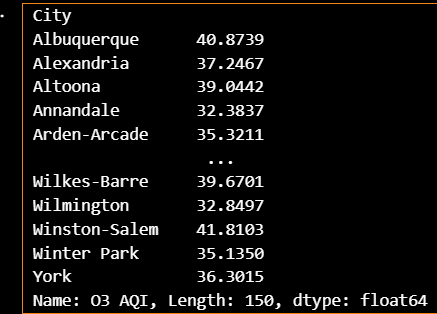 City
Albuquerque 40.8739
Alexandria 37.2467
Altoona 39.0442
Annandale 32.3837
Arden-Arcade 35.3211
...
Wilkes-Barre 39.6701
Wilmington 32.8497
Winston-Salem 41.8103
Winter Park 35.1350
York 36.3015
Name: O3 AQI, Length: 150, dtype: float64